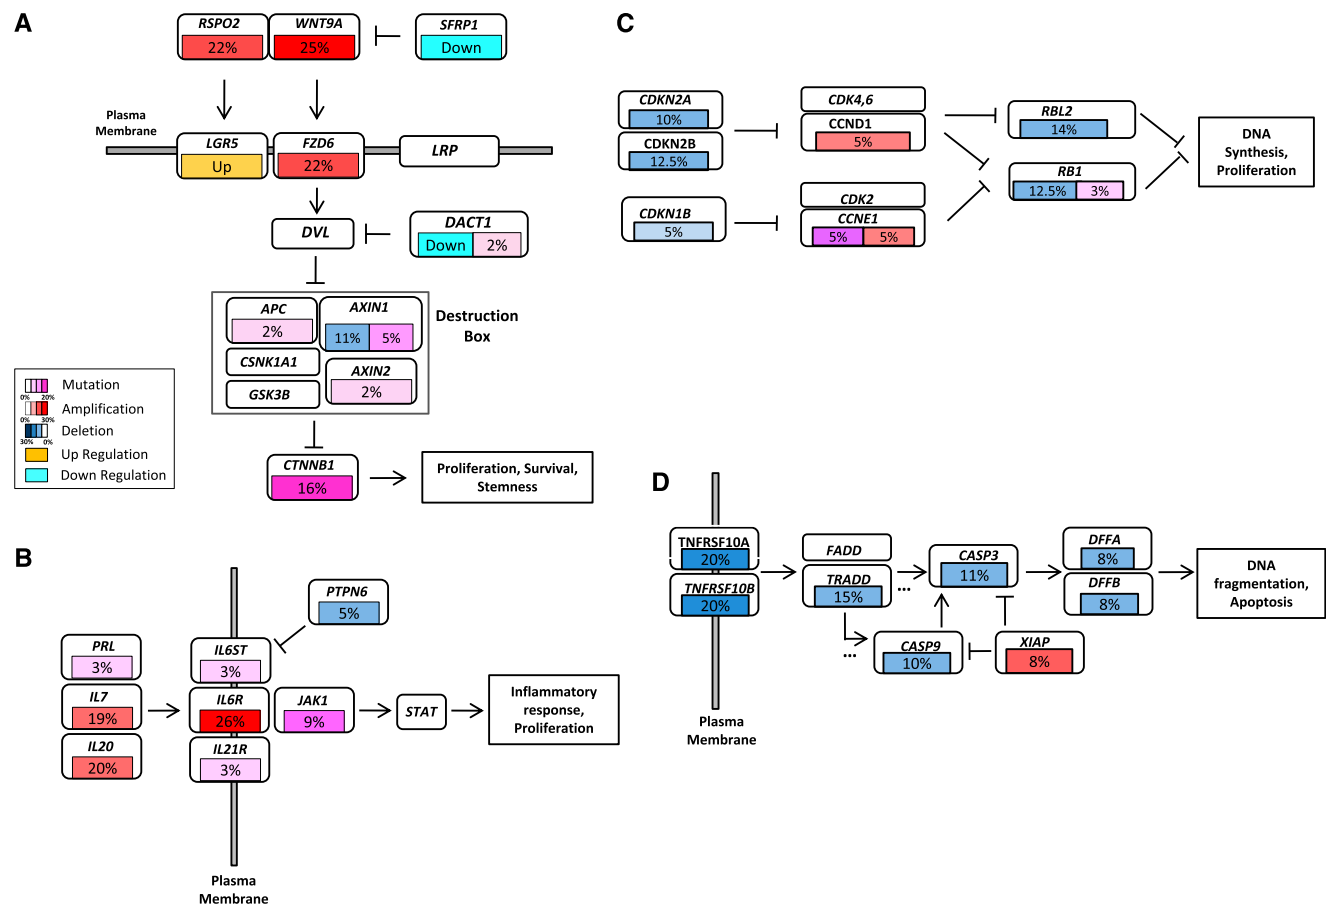 A
RSPO2
22%
WNT9A
25%
SFRP1
Down
Plasma
Membrane
LGR5
Up
FZD6
22%
LRP
DVL
DACT1
Down
2%
APC
2%
AXIN1
11%
5%
CSNK1A1
GSK3B
AXIN2
2%
Destruction
Box
Mutation
0%
20%
Amplification
0%
30%
Deletion
30%
0%
Up Regulation
Down Regulation
CTNNB1
16%
Proliferation, Survival,
Stemness
B
PTPN6
5%
PRL
3%
IL7
19%
IL20
20%
IL6ST
3%
IL6R
26%
IL21R
3%
JAK1
9%
STAT
Inflammatory
response,
Proliferation
Plasma
Membrane
C
CDKN2A
10%
CDKN2B
12.5%
CDKN1B
5%
CDK4,6
CCND1
5%
CDK2
CCNE1
5%
5%
RBL2
14%
RB1
12.5%
3%
DNA
Synthesis,
Proliferation
D
TNFRSF10A
20%
TNFRSF10B
20%
Plasma
Membrane
FADD
TRADD
15%
...
...
CASP3
11%
CASP9
10%
XIAP
8%
DFFA
8%
DFFB
8%
DNA
fragmentation,
Apoptosis